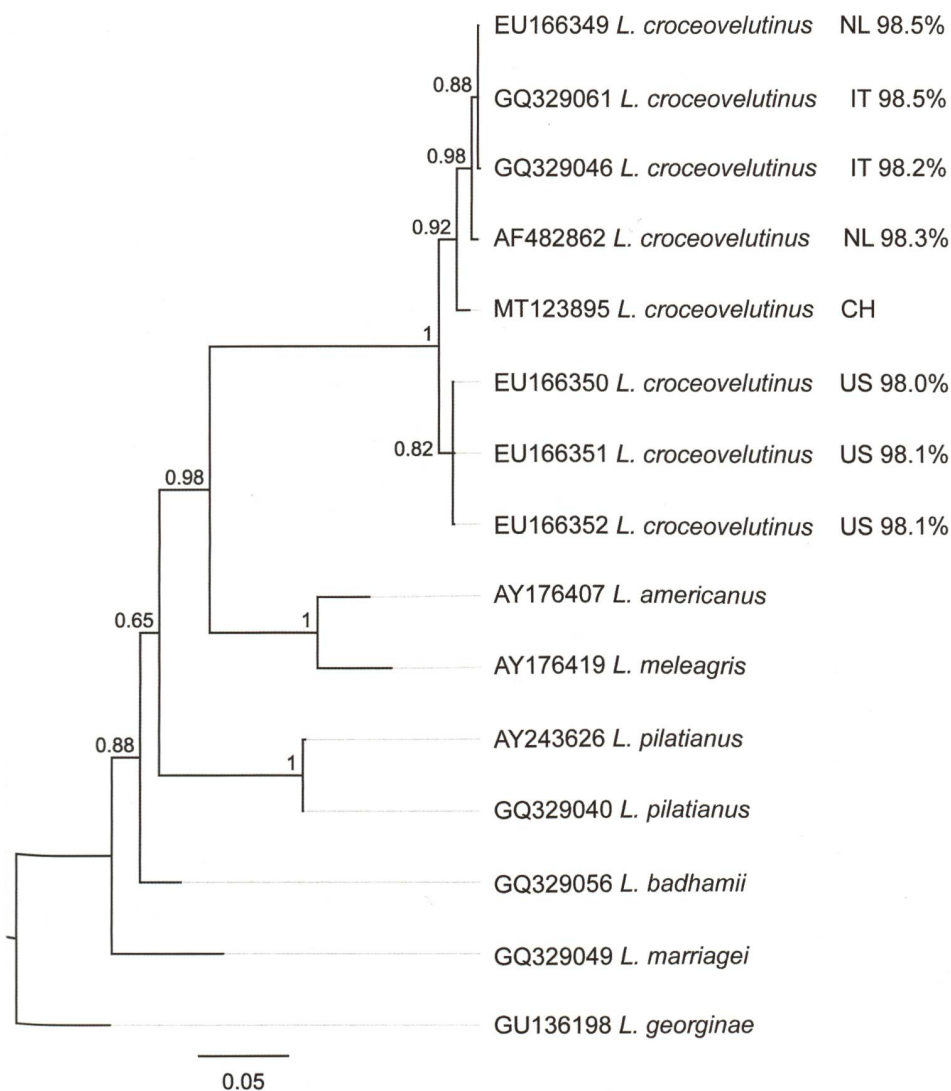 EU166349 L. croceovelutinus NL 98.5%
0.88
GQ329061 L. croceovelutinus IT 98.5%
0.98
GQ329046 L. croceovelutinus IT 98.2%
0.92
AF482862 L. croceovelutinus NL 98.3%
MT123895 L. croceovelutinus CH
1
EU166350 L. croceovelutinus US 98.0%
0.82
EU166351 L. croceovelutinus US 98.1%
0.98
EU166352 L. croceovelutinus US 98.1%
AY176407 L. americanus
0.65
1
AY176419 L. meleagris
AY243626 L. pilatianus
0.88
1
GQ329040 L. pilatianus
GQ329056 L. badhamii
GQ329049 L. marriagei
GU136198 L. georginae
0.05